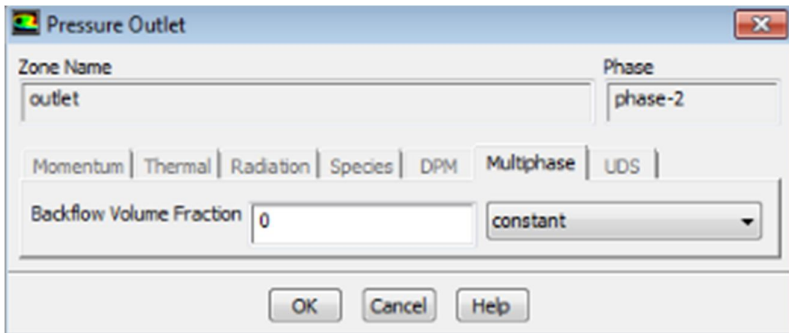 Pressure Outlet
Zone Name Phase
outlet phase-2
Momentum Thermal Radiation Species DPM Multiphase UDS
Backflow Volume Fraction 0 constant
OK Cancel Help